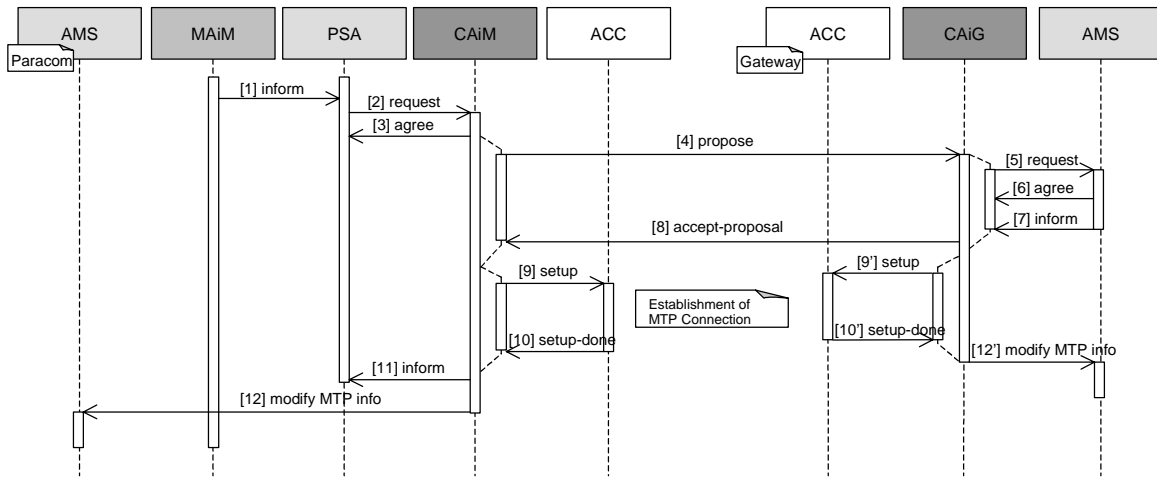 AMS
MAiM
PSA
CAiM
ACC
ACC
CAiG
AMS
Paracom
Gateway
[1] inform
[2] request
[3] agree
[4] propose
[5] request
[6] agree
[7] inform
[8] accept-proposal
[9] setup
[9'] setup
Establishment of
MTP Connection
[10] setup-done
[10'] setup-done
[11] inform
[12'] modify MTP info
[12] modify MTP info